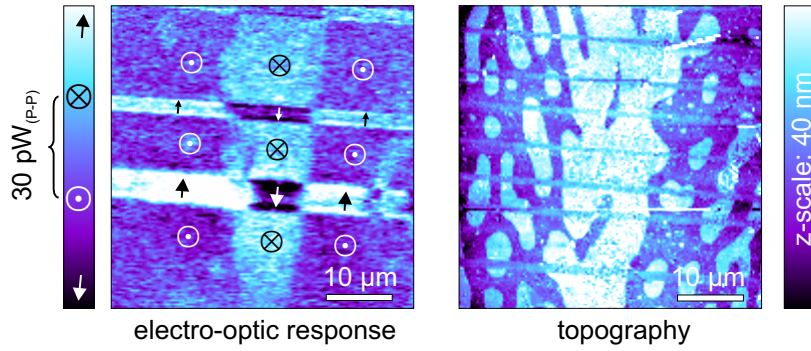 30 pW(P-P)
10 µm
electro-optic response
10 µm
topography
z-scale: 40 nm